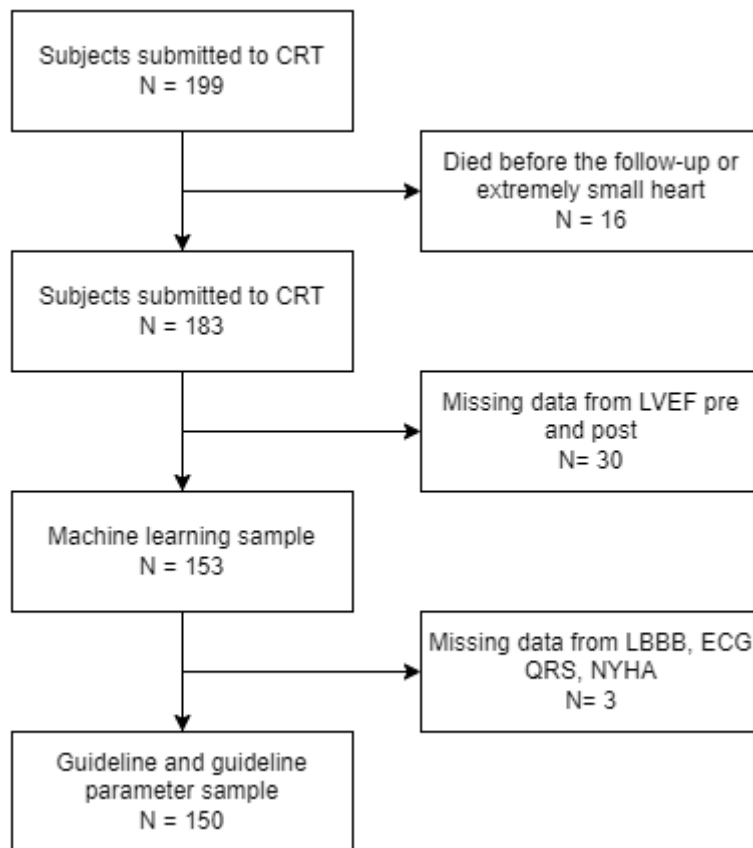 Subjects submitted to CRT
N = 199
Died before the follow-up or
extremely small heart
N = 16
Subjects submitted to CRT
N = 183
Missing data from LVEF pre
and post
N= 30
Machine learning sample
N = 153
Missing data from LBBB, ECG
QRS, NYHA
N= 3
Guideline and guideline
parameter sample
N = 150